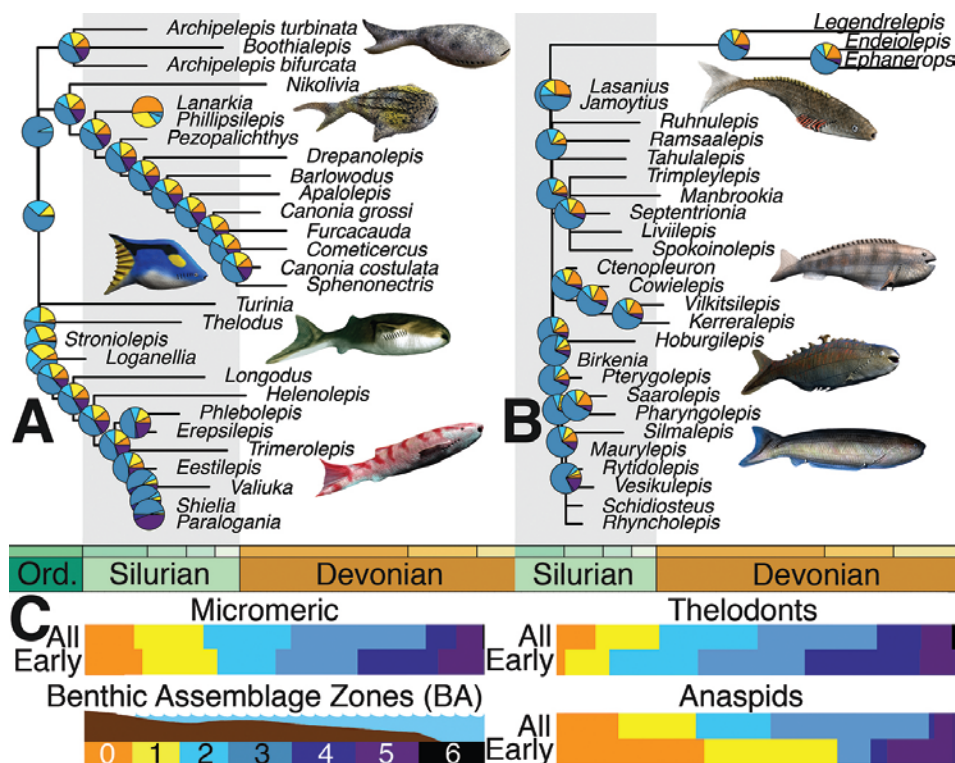 Archipelepis turbinata
Boothialepis
Archipelepis bifurcata
Nikolivia
Lanarkia
Phillipsilepis
Pezopalichthys
Drepanolepis
Barlowodus
Apalolepis
Canonia grossi
Furcacauda
Cometicercus
Canonia costulata
Sphenonectris
Turinia
Thelodus
Stroniolepis
Loganellia
Longodus
Helenolepis
Phlebolepis
Erepsilepis
Trimerolepis
Eestilepis
Valiuka
Shielia
Paralogania
A
Legendrelepis
Endeiolepis
Ephanerops
Lasanius
Jamoytius
Ruhnulepis
Ramsaalepis
Tahulalepis
Trimpleylepis
Manbrookia
Septentrionia
Liviilepis
Spokoinolepis
Ctenopleuron
Cowielepis
Vilkitsilepis
Kerreralepis
Hoburgilepis
Birkenia
Pterygolepis
Saarolepis
Pharyngolepis
Silmalepis
Maurylepis
Rytidolepis
Vesikulepis
Schidiosteus
Rhyncholepis
B
Ord. Silurian Devonian
Silurian Devonian
C
Micromeric
All
Early
Thelodonts
All
Early
Benthic Assemblage Zones (BA)
0 1 2 3 4 5 6
Anaspids
All
Early